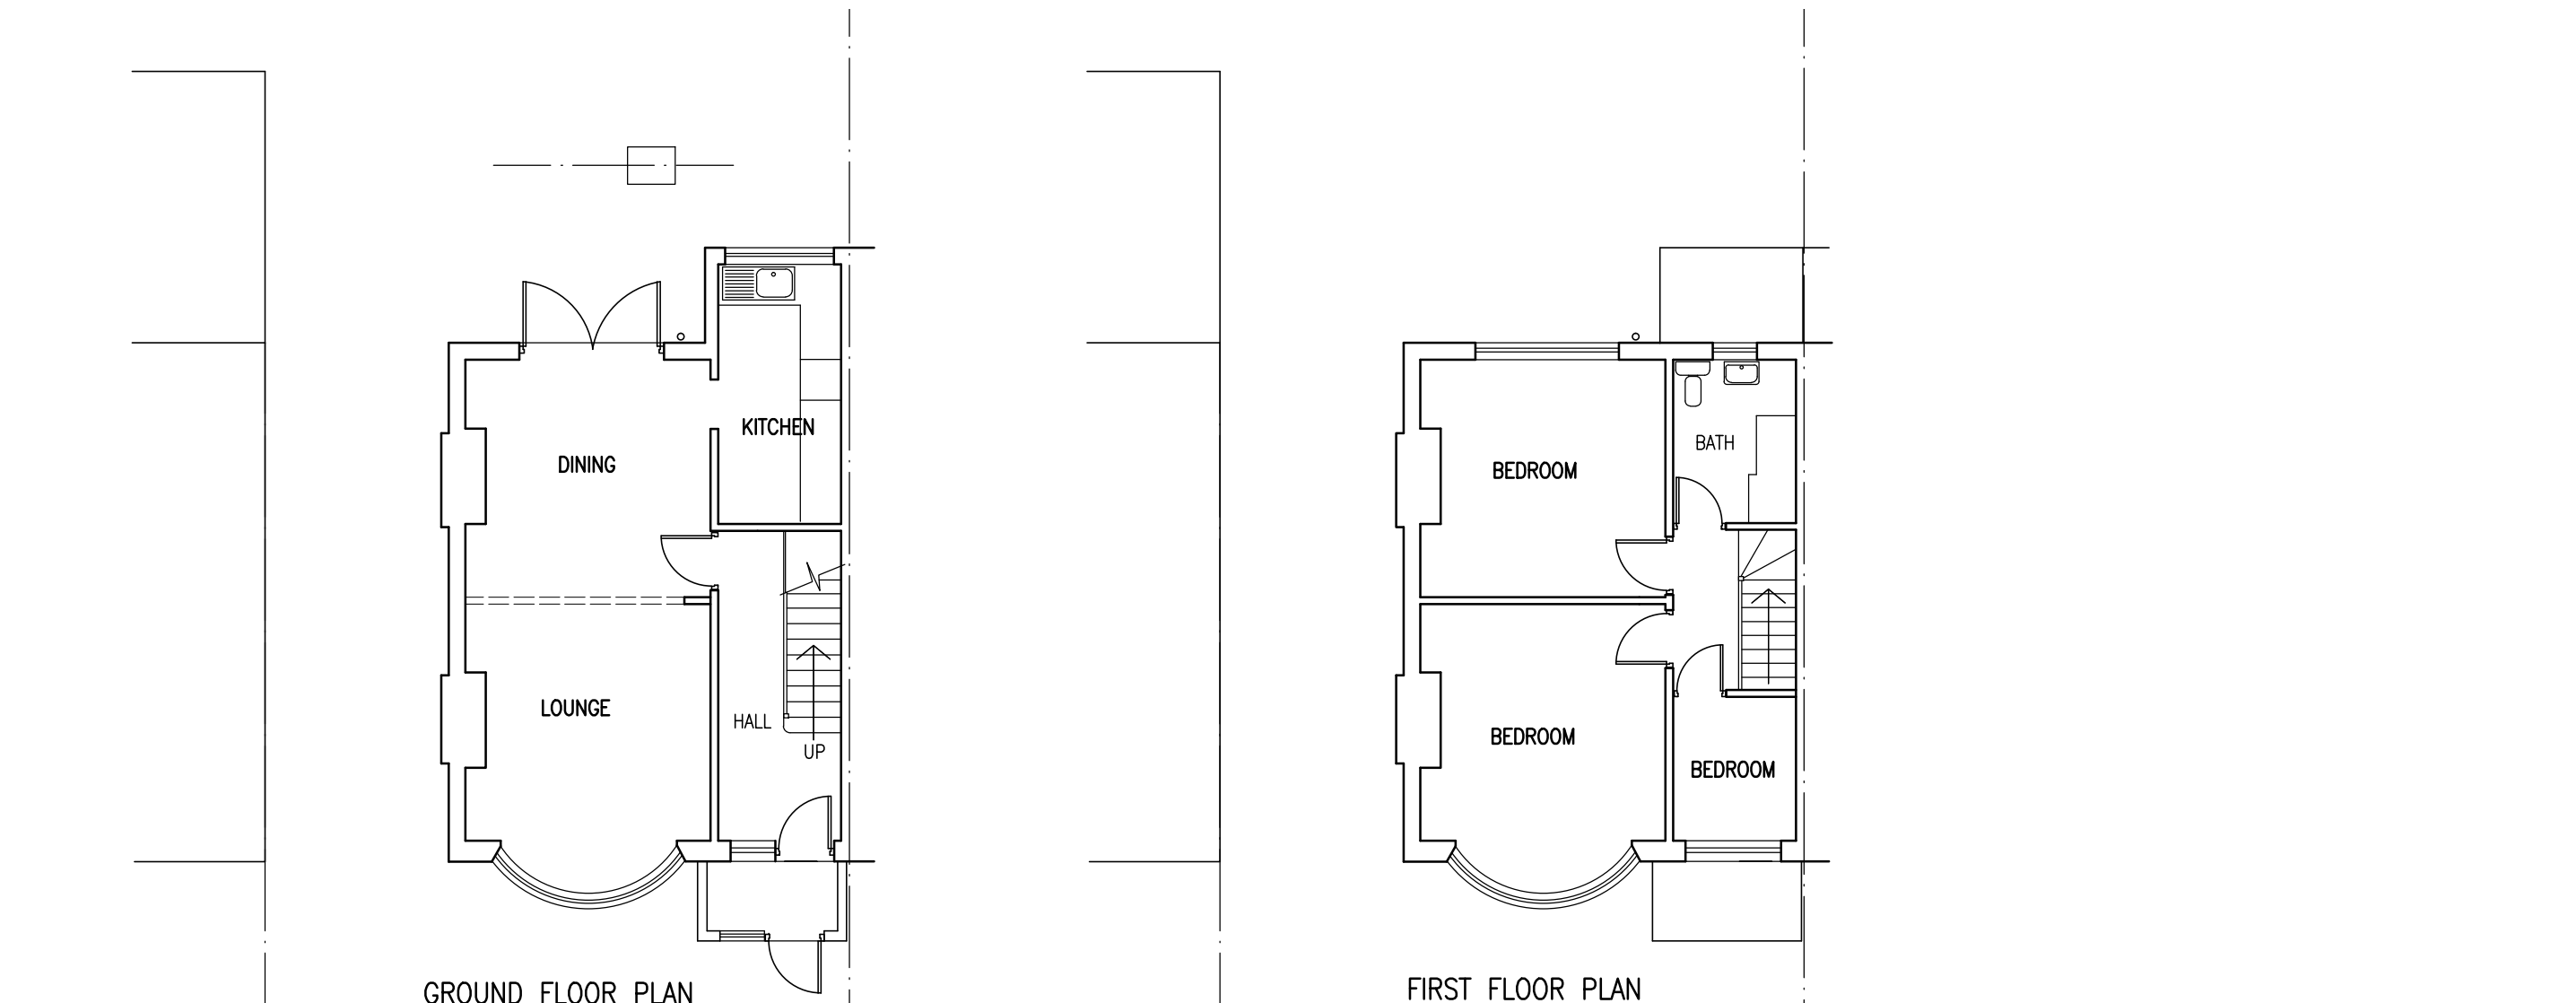 KITCHEN
DINING
LOUNGE
HALL
UP
GROUND FLOOR PLAN
BATH
BEDROOM
BEDROOM
BEDROOM
FIRST FLOOR PLAN